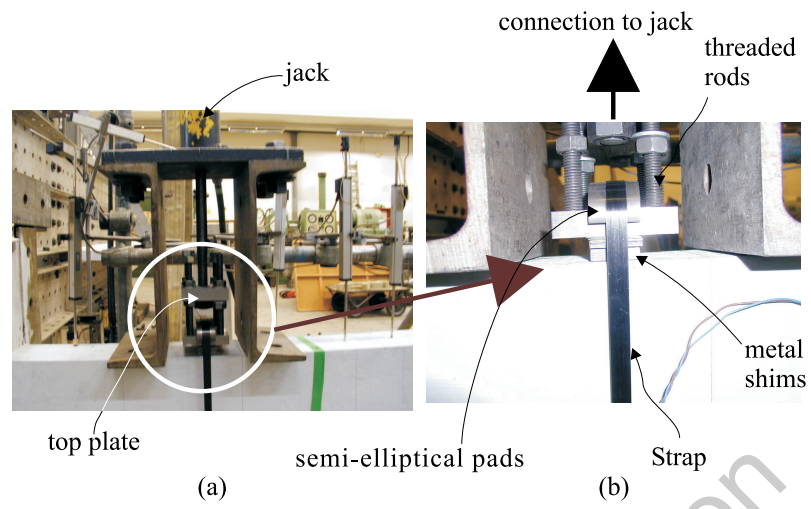 connection to jack
jack
threaded
rods
top plate
metal
shims
semi-elliptical pads
Strap
(a)
(b)